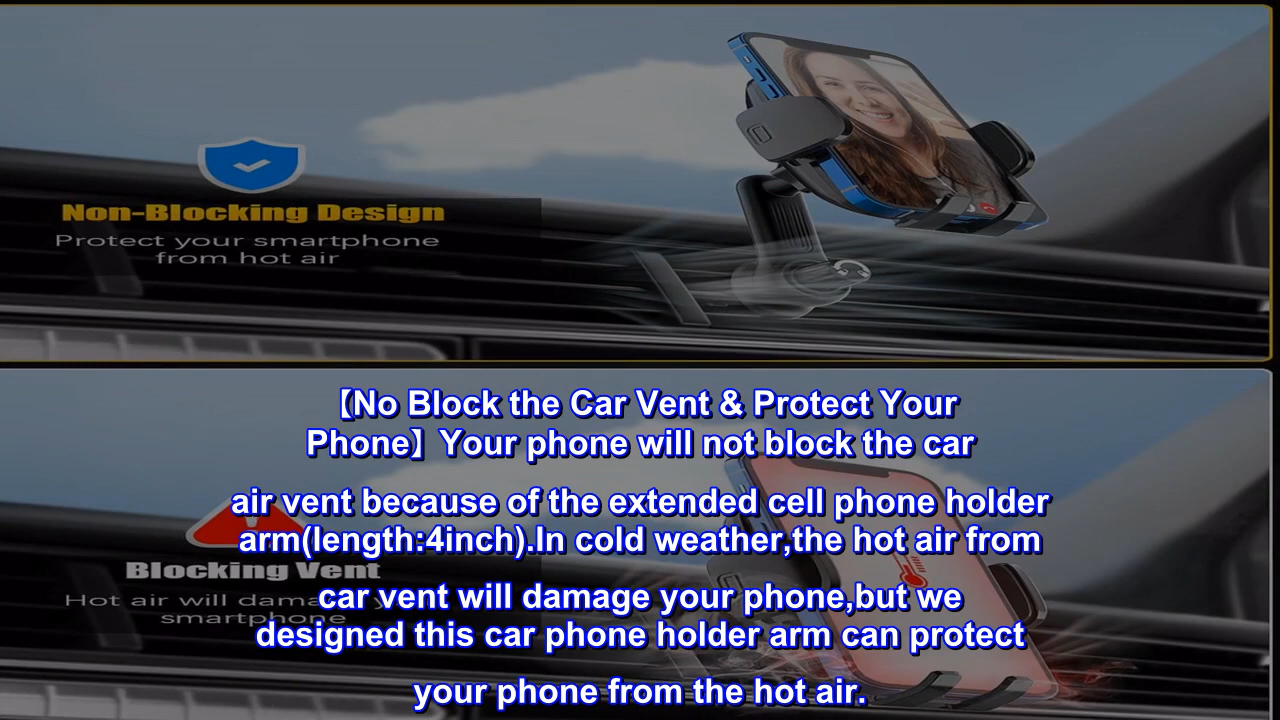 Non-Blocking Design
Protect your smartphone
from hot air
【No Block the Car Vent & Protect Your
Phone】Your phone will not block the car
air vent because of the extended cell phone holder
arm(length:4inch).In cold weather,the hot air from
Blocking Vent
Hot air will
smartphone
car vent will damage your phone,but we
designed this car phone holder arm can protect
your phone from the hot air.